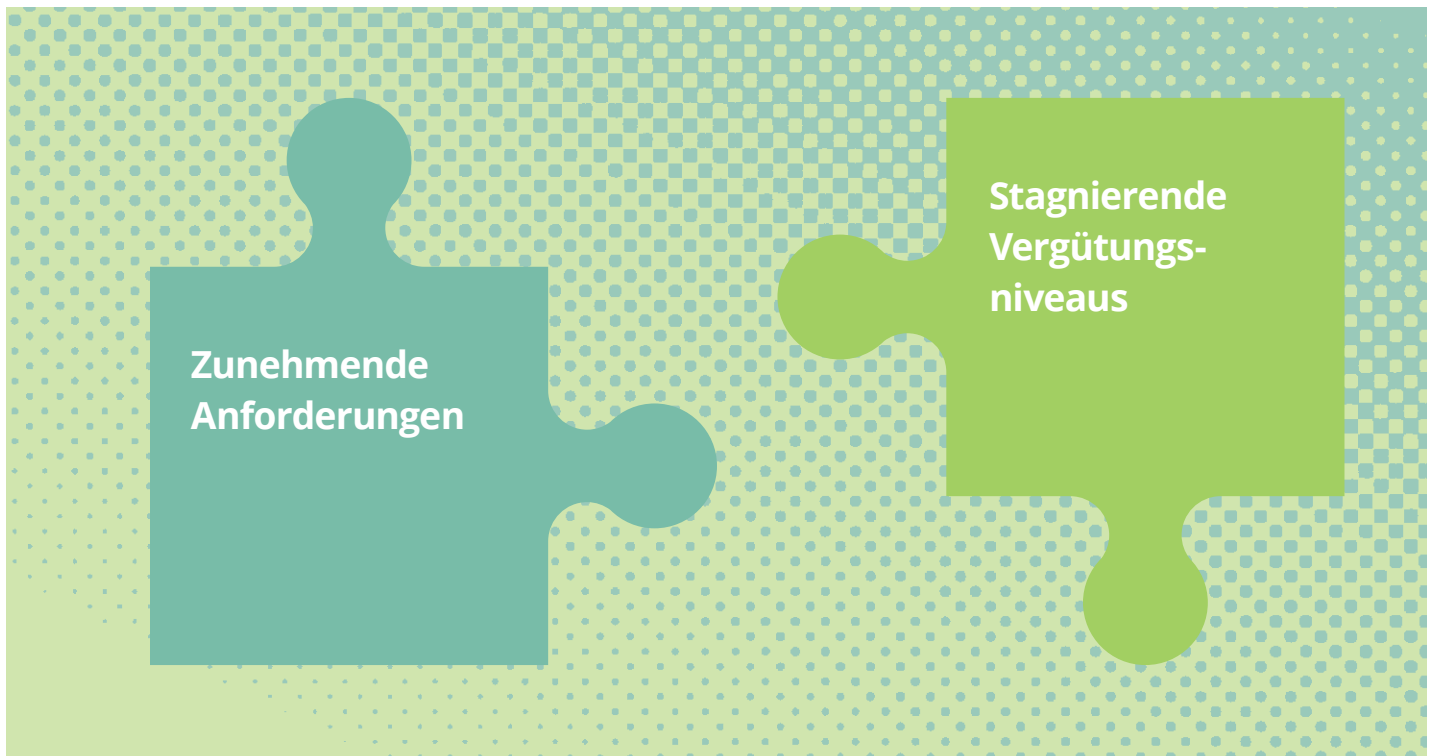 Zunehmende
Anforderungen
Stagnierende
Vergütungs-
niveaus